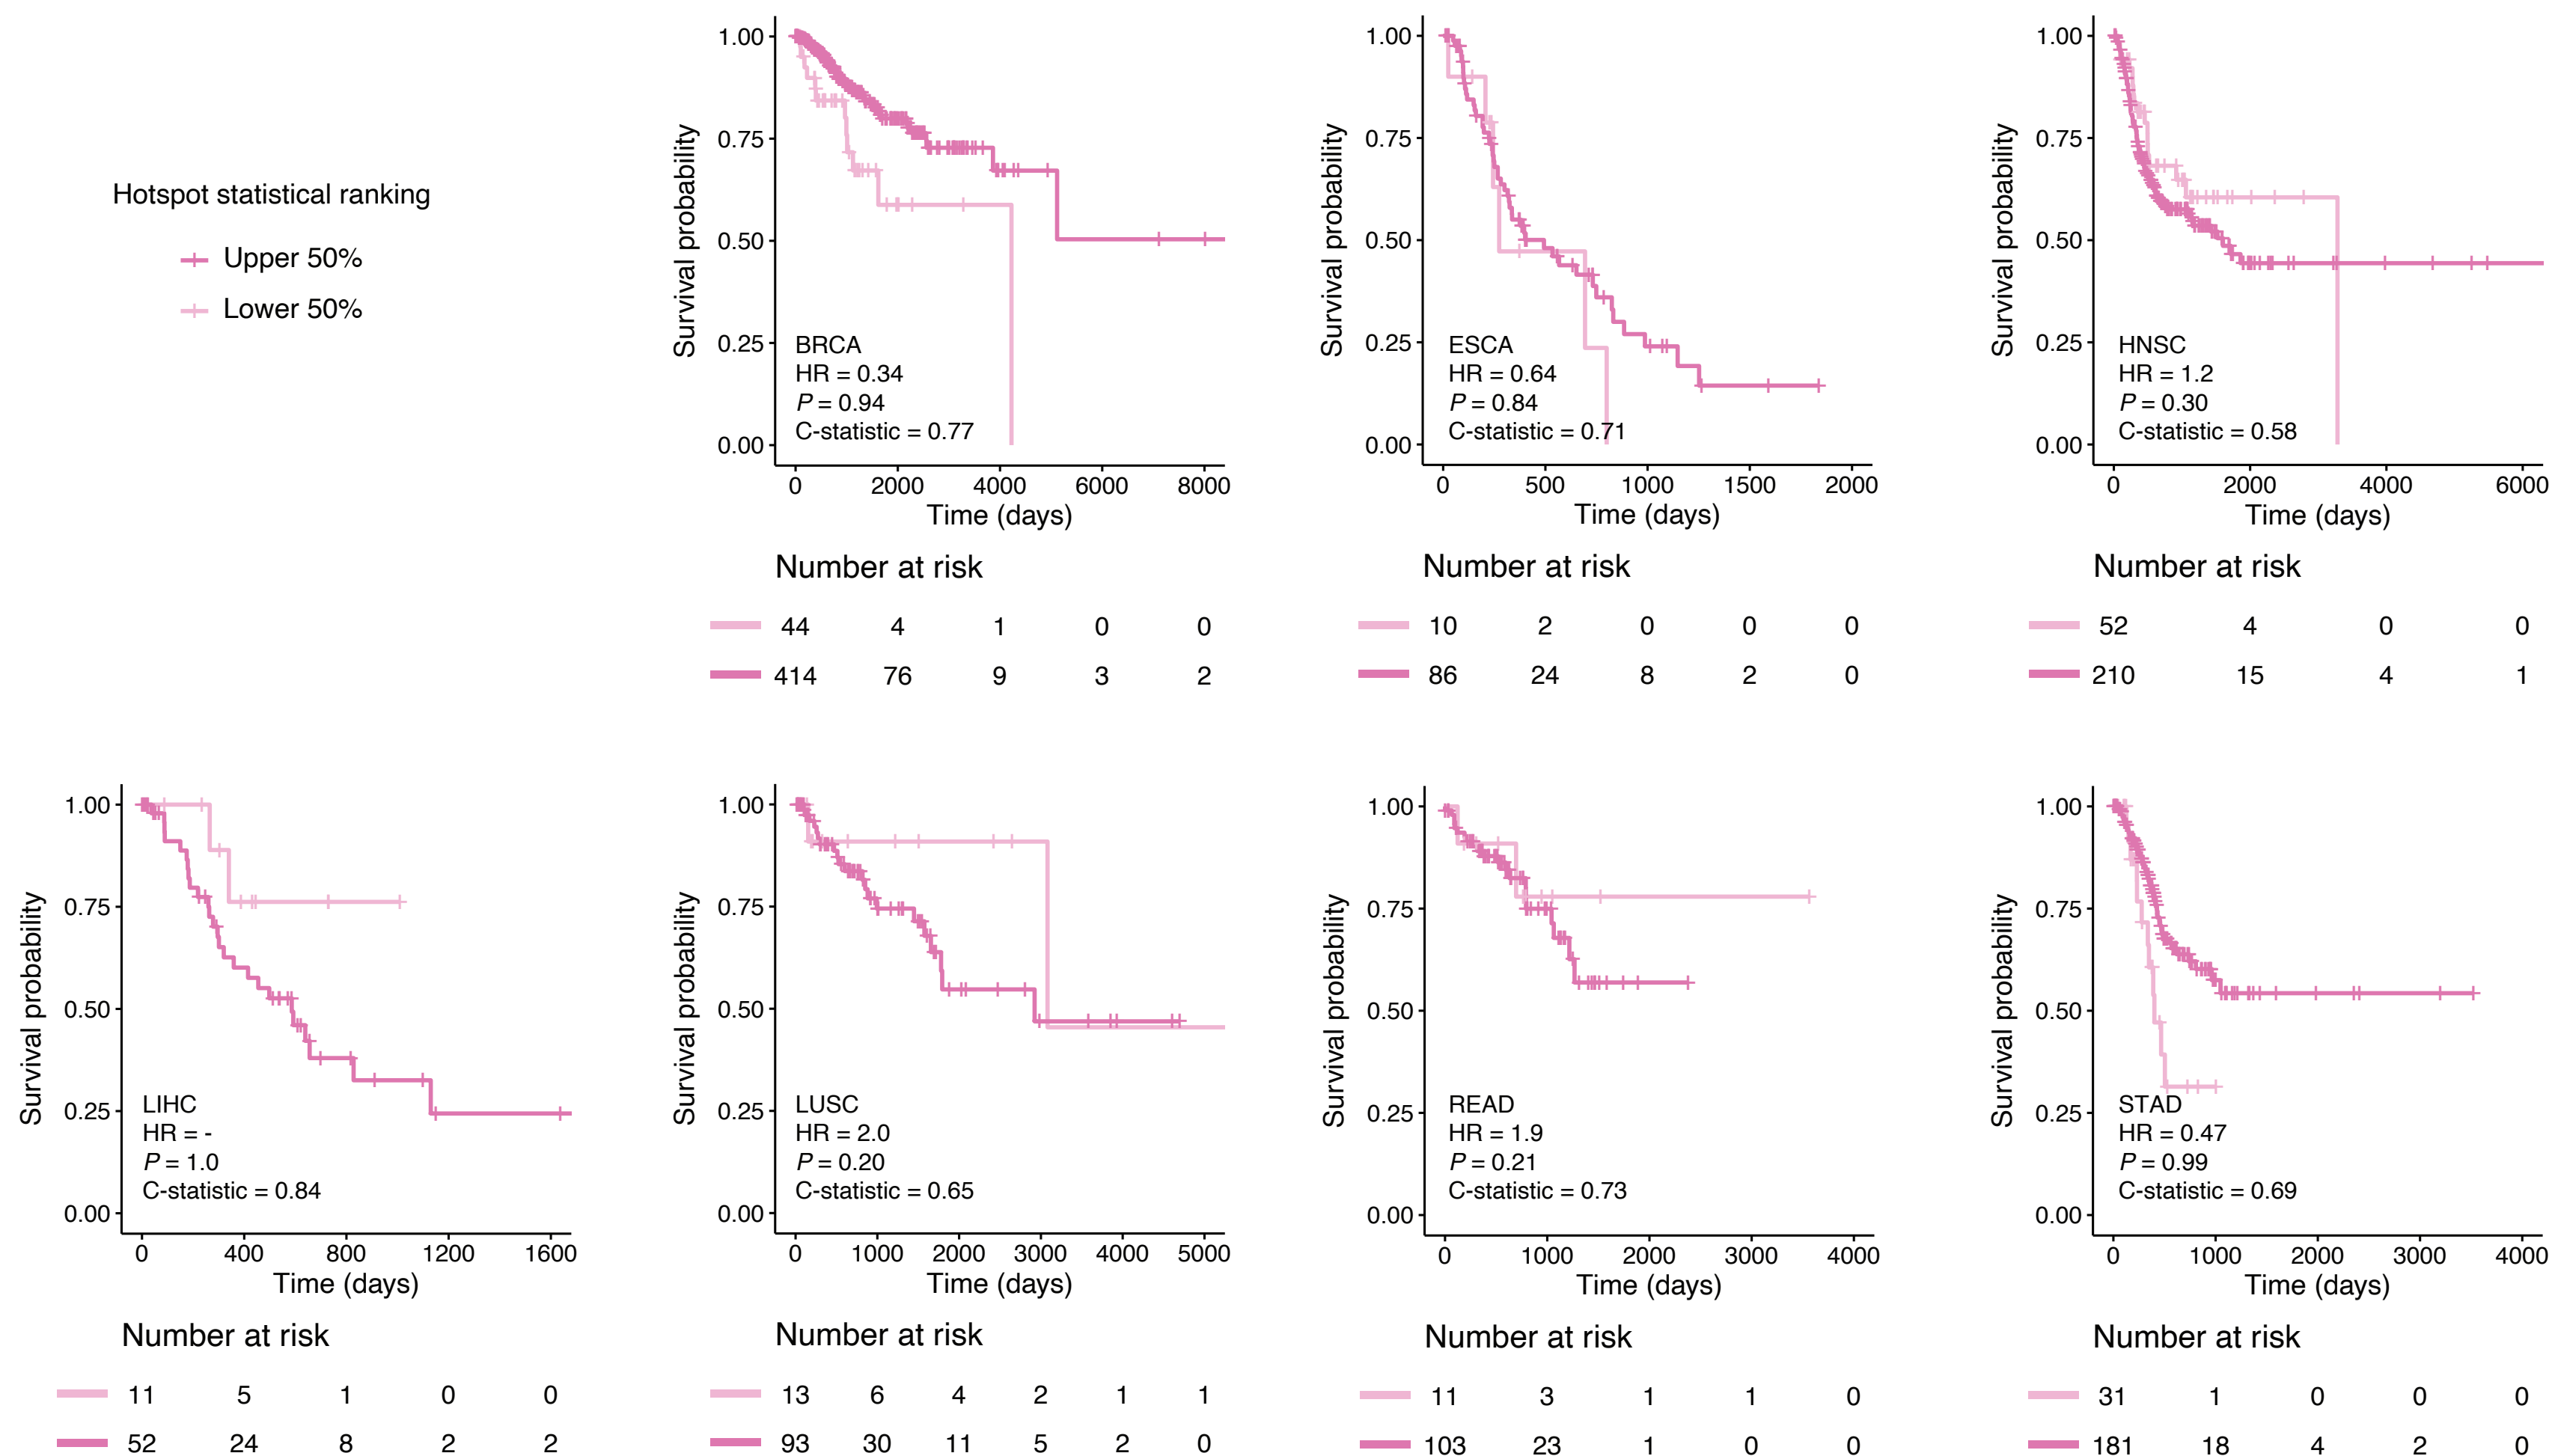 Hotspot statistical ranking
Upper 50%
Lower 50%
Survival probability
1.00
0.75
0.50
0.25
0.00
BRCA
HR = 0.34
P = 0.94
C-statistic = 0.77
0 2000 4000 6000 8000
Time (days)
Number at risk
44 4 1 0 0
414 76 9 3 2
Survival probability
1.00
0.75
0.50
0.25
0.00
ESCA
HR = 0.64
P = 0.84
C-statistic = 0.71
0 500 1000 1500 2000
Time (days)
Number at risk
10 2 0 0 0
86 24 8 2 0
Survival probability
1.00
0.75
0.50
0.25
0.00
HNSC
HR = 1.2
P = 0.30
C-statistic = 0.58
0 2000 4000 6000
Time (days)
Number at risk
52 4 0 0
210 15 4 1
Survival probability
1.00
0.75
0.50
0.25
0.00
LIHC
HR = -
P = 1.0
C-statistic = 0.84
0 400 800 1200 1600
Time (days)
Number at risk
11 5 1 0 0
52 24 8 2 2
Survival probability
1.00
0.75
0.50
0.25
0.00
LUSC
HR = 2.0
P = 0.20
C-statistic = 0.65
0 1000 2000 3000 4000 5000
Time (days)
Number at risk
13 6 4 2 1 1
93 30 11 5 2 0
Survival probability
1.00
0.75
0.50
0.25
0.00
READ
HR = 1.9
P = 0.21
C-statistic = 0.73
0 1000 2000 3000 4000
Time (days)
Number at risk
11 3 1 1 0
103 23 1 0 0
Survival probability
1.00
0.75
0.50
0.25
0.00
STAD
HR = 0.47
P = 0.99
C-statistic = 0.69
0 1000 2000 3000 4000
Time (days)
Number at risk
31 1 0 0 0
181 18 4 2 0